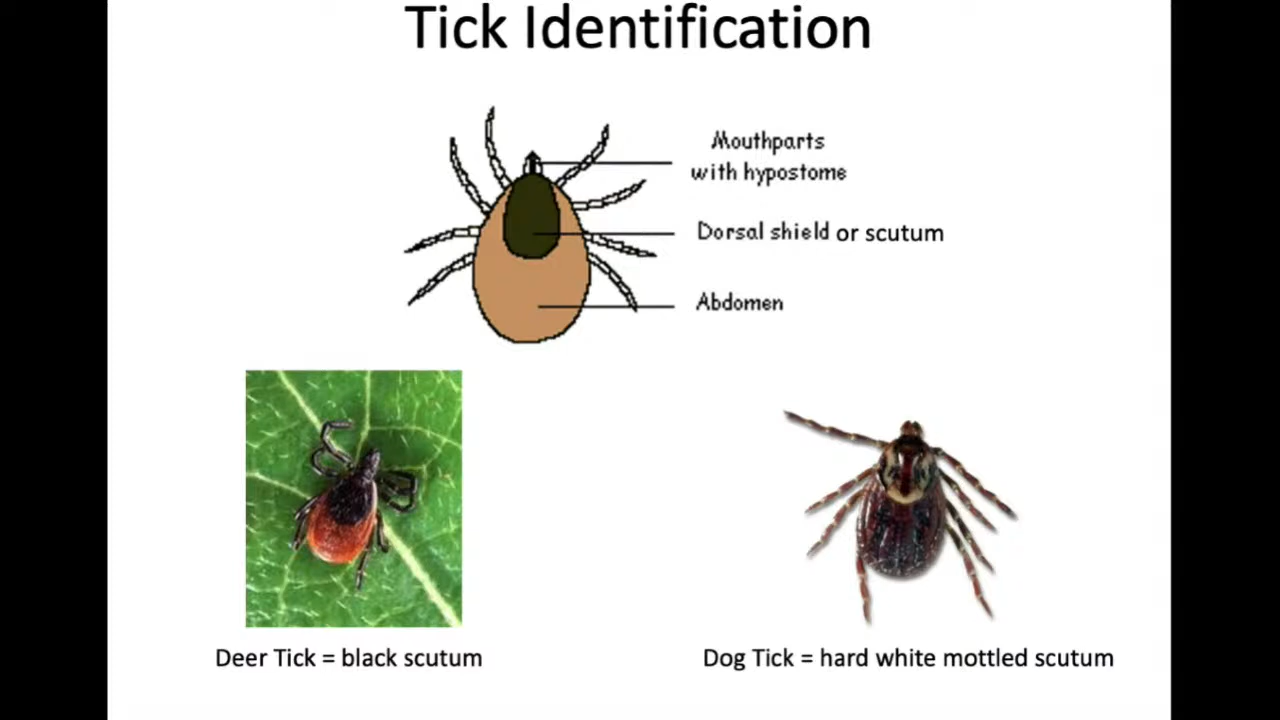 Tick Identification
Mouthparts
with hypostome
Dorsal shield or scutum
Abdomen
Deer Tick = black scutum
Dog Tick = hard white mottled scutum